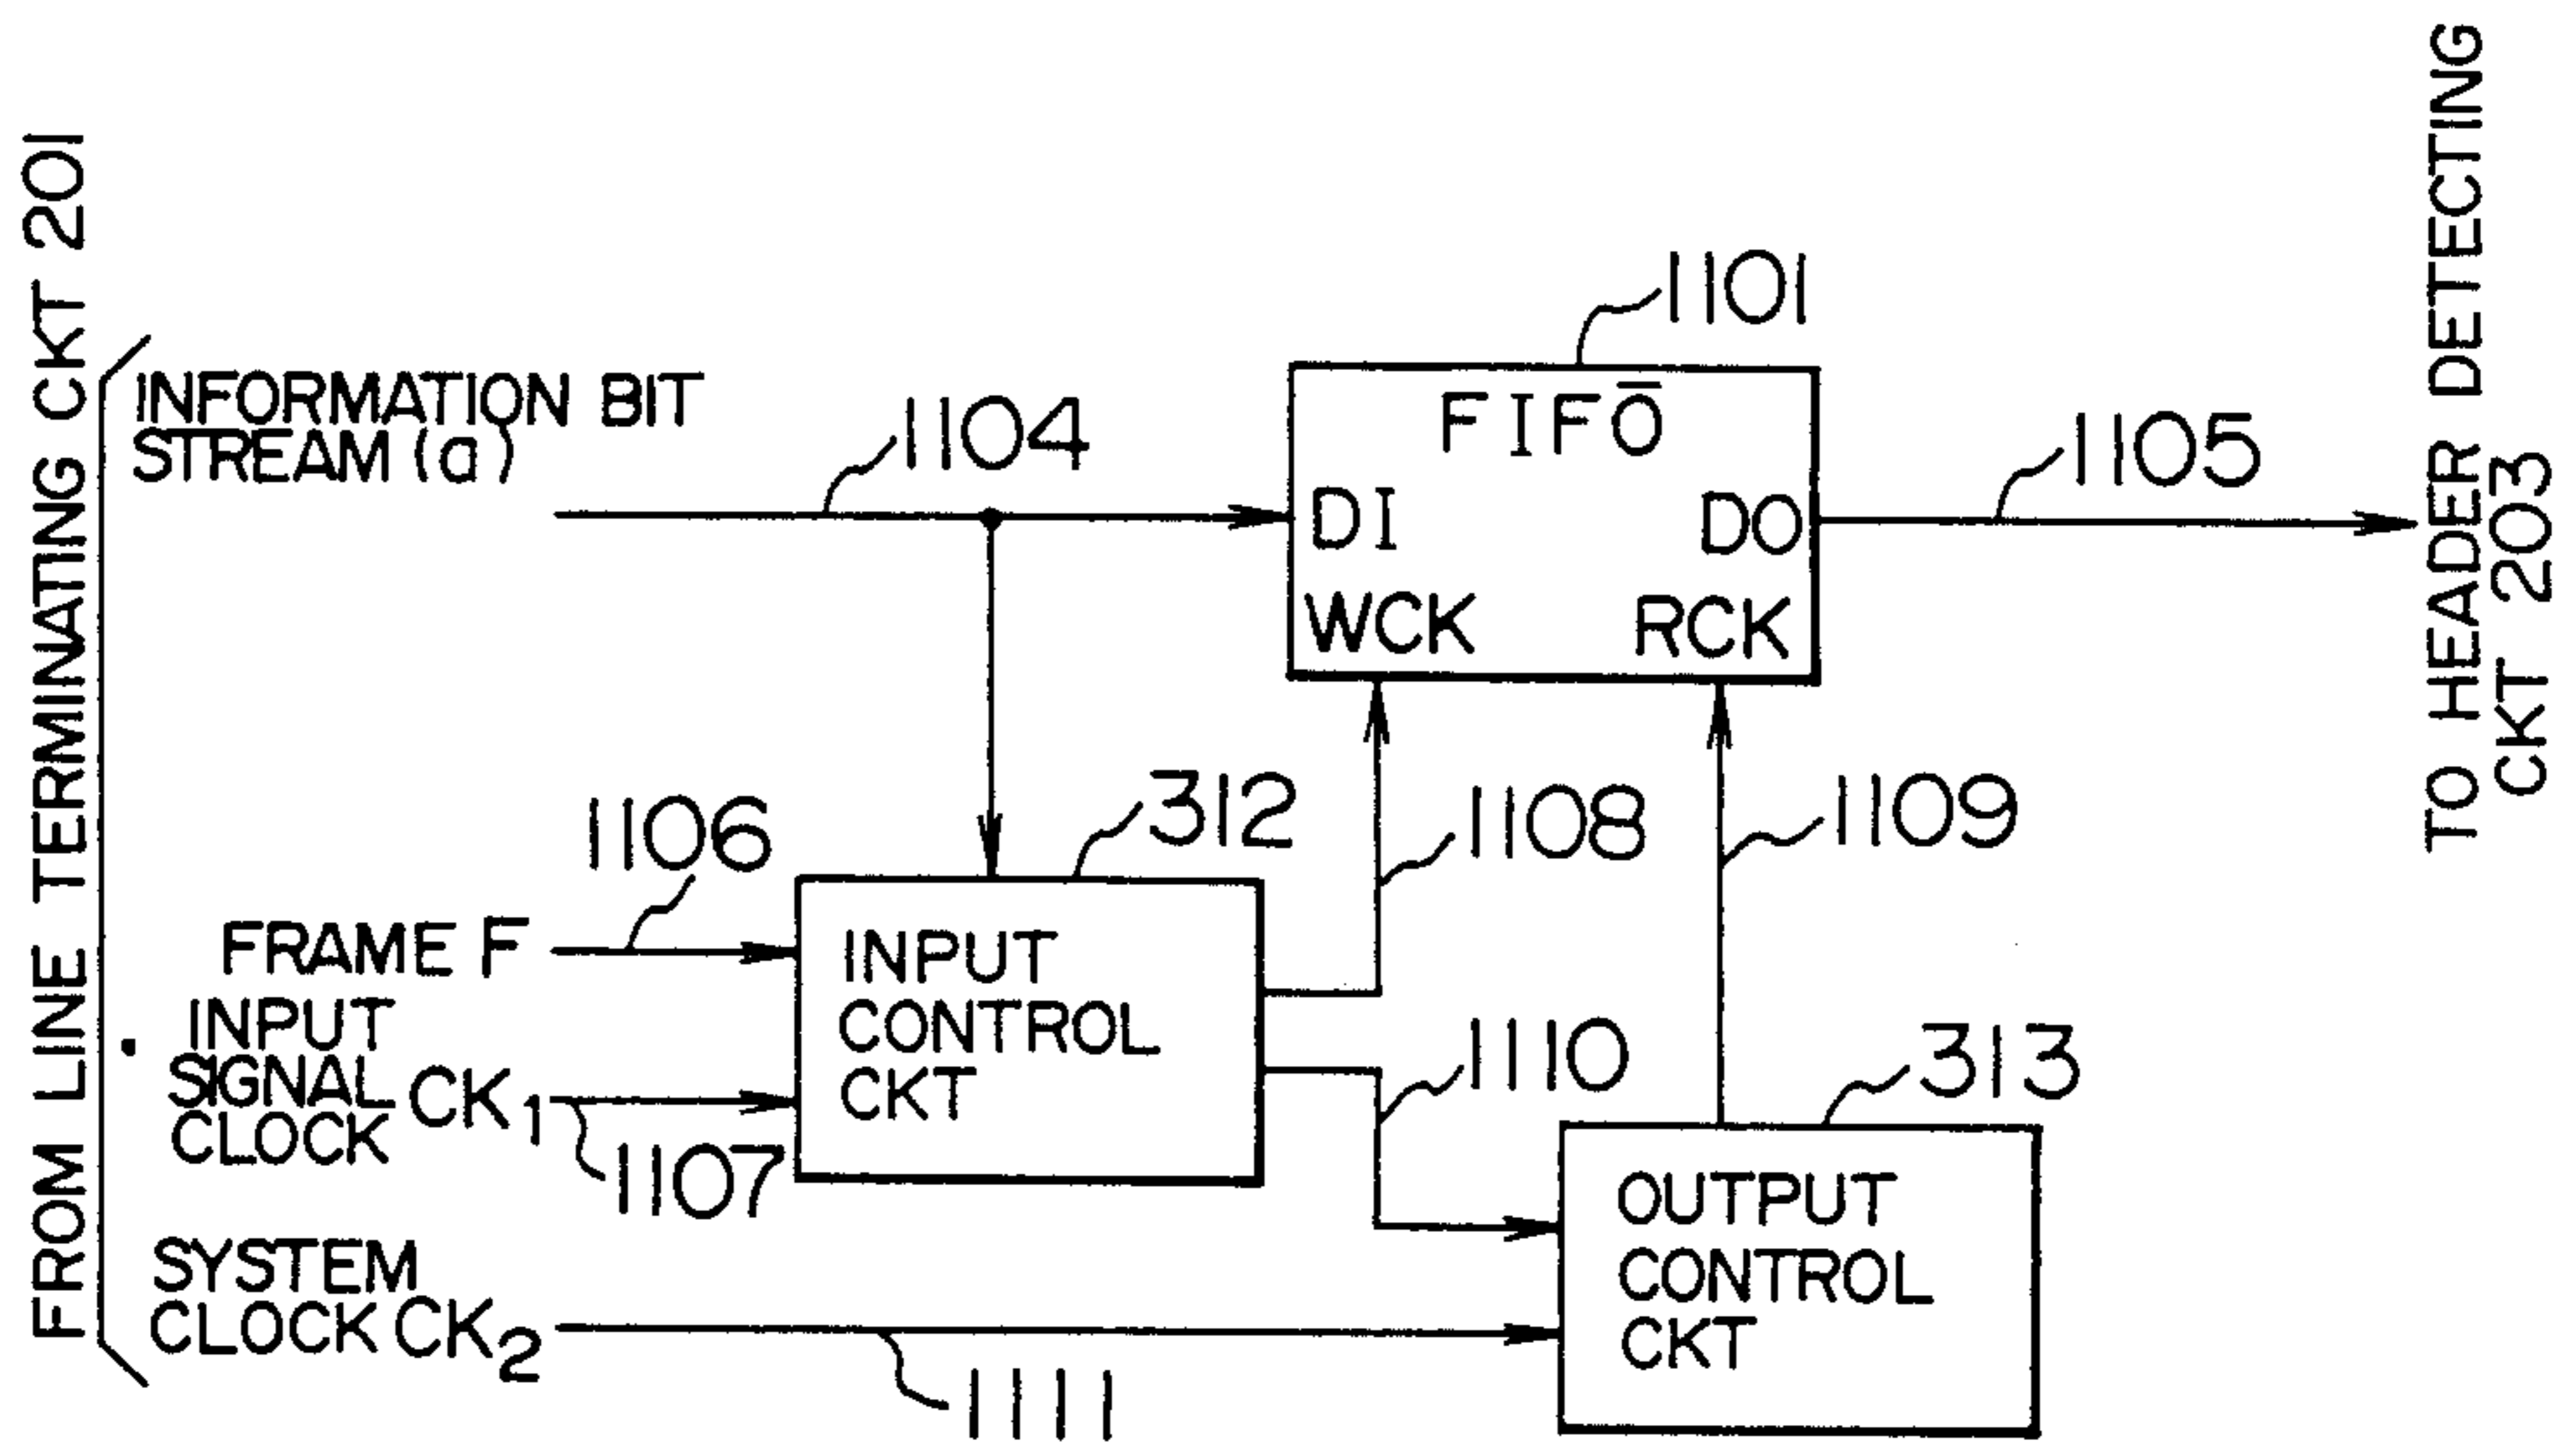 FROM LINE TERMINATING CKT 201
INFORMATION BIT
STREAM (a)
1104
1101
FIFO̅
DI
DO
WCK
RCK
1105
TO HEADER DETECTING
CKT 203
1106
312
1108
1109
FRAME F
INPUT
SIGNAL
CLOCK
CK₁
1107
INPUT
CONTROL
CKT
1110
313
SYSTEM
CLOCK CK₂
1111
OUTPUT
CONTROL
CKT